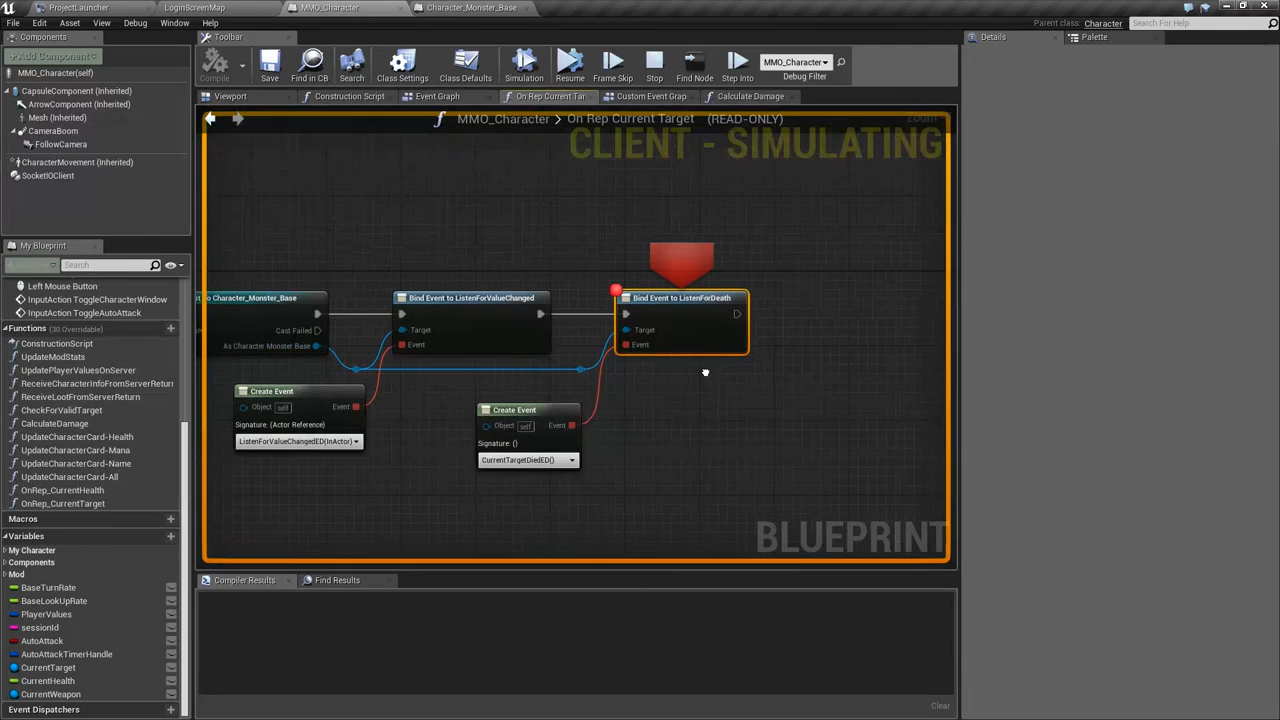 ProjectLauncher
LoginScreenMap
MMO_Character
Character_Monster_Base
File
Edit
Asset
View
Debug
Window
Help
Parent class: Character
Search For Help
Components
Toolbar
Details
Palette
+ Add Component
MMO_Character(self)
CapsuleComponent (Inherited)
ArrowComponent (Inherited)
Mesh (Inherited)
CameraBoom
FollowCamera
CharacterMovement (Inherited)
SocketIOClient
Compile
Save
Find in CB
Search
Class Settings
Class Defaults
Simulation
Resume
Frame Skip
Stop
Find Node
Step Into
MMO_Character
Debug Filter
Viewport
Construction Script
Event Graph
On Rep Current Tar
Custom Event Grap
Calculate Damage
MMO_Character > On Rep Current Target (READ-ONLY)
Zoom
CLIENT - SIMULATING
to Character_Monster_Base
Cast Failed
As Character Monster Base
Bind Event to ListenForValueChanged
Target
Event
Bind Event to ListenForDeath
Target
Event
Create Event
Object self
Event
Signature: (Actor Reference)
ListenForValueChangedED(InActor)
Create Event
Object self
Event
Signature: ()
CurrentTargetDiedED()
BLUEPRINT
My Blueprint
Search
Left Mouse Button
InputAction ToggleCharacterWindow
InputAction ToggleAutoAttack
Functions (30 Overridable)
ConstructionScript
UpdateModStats
UpdatePlayerValuesOnServer
ReceiveCharacterInfoFromServerReturn
ReceiveLootFromServerReturn
CheckForValidTarget
CalculateDamage
UpdateCharacterCard-Health
UpdateCharacterCard-Mana
UpdateCharacterCard-Name
UpdateCharacterCard-All
OnRep_CurrentHealth
OnRep_CurrentTarget
Macros
Variables
My Character
Components
Mod
BaseTurnRate
BaseLookUpRate
PlayerValues
sessionId
AutoAttack
AutoAttackTimerHandle
CurrentTarget
CurrentHealth
CurrentWeapon
Event Dispatchers
Compiler Results
Find Results
Clear